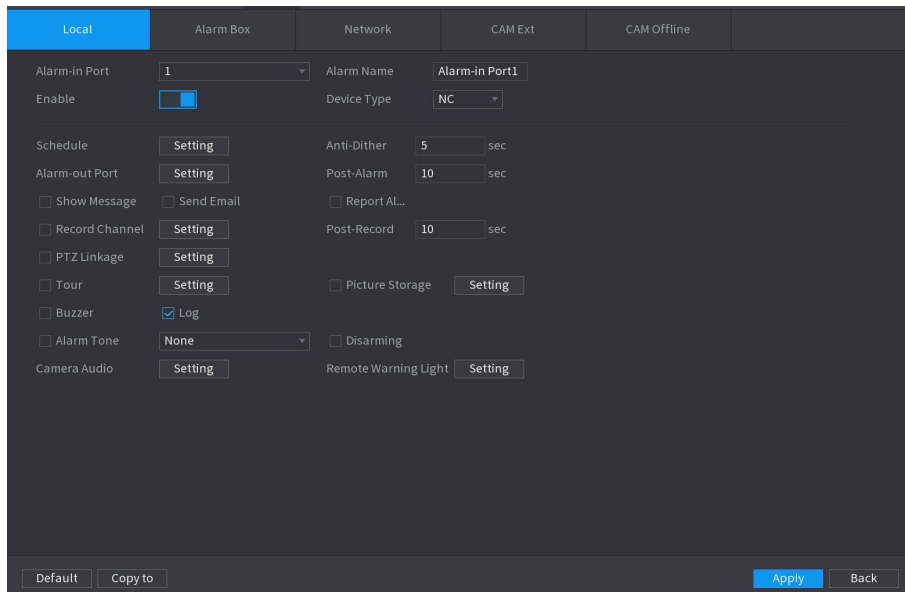 Local Alarm Box Network CAM Ext CAM Offline
Alarm-in Port 1 Alarm Name Alarm-in Port1
Enable Device Type NC
Schedule Setting Anti-Dither 5 sec
Alarm-out Port Setting Post-Alarm 10 sec
Show Message Send Email Report Al...
Record Channel Setting Post-Record 10 sec
PTZ Linkage Setting
Tour Setting Picture Storage Setting
Buzzer Log
Alarm Tone None Disarming
Camera Audio Setting Remote Warning Light Setting
Default Copy to Apply Back